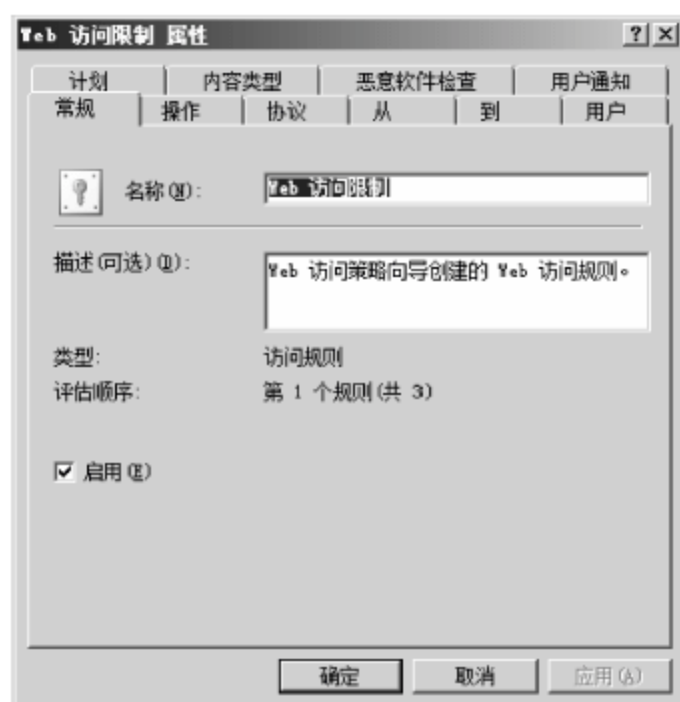 Web 访问限制 属性
计划 内容类型 恶意软件检查 用户通知
常规 操作 协议 从 到 用户
名称(N): Web 访问限制
描述(可选)(D): Web 访问策略向导创建的 Web 访问规则。
类型: 访问规则
评估顺序: 第 1 个规则(共 3)
启用(E)
确定 取消 应用(A)